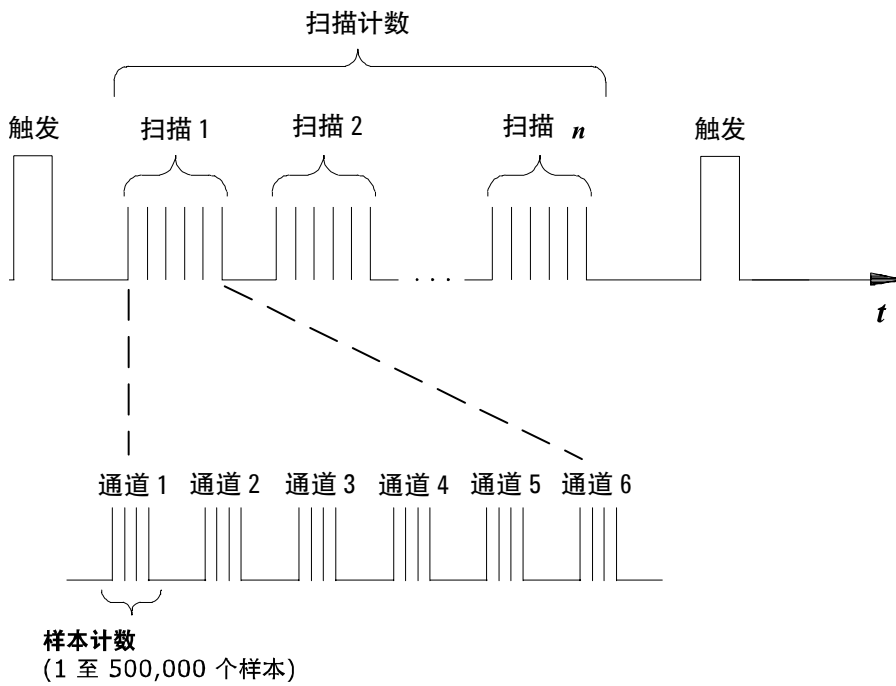 扫描计数
触发 扫描 1 扫描 2 扫描 n 触发
. . .
t
通道 1 通道 2 通道 3 通道 4 通道 5 通道 6
样本计数
(1 至 500,000 个样本)